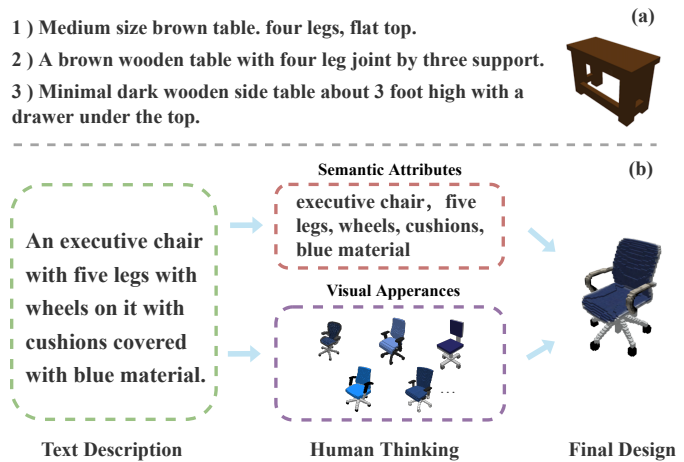 1 ) Medium size brown table. four legs, flat top.
(a)
2 ) A brown wooden table with four leg joint by three support.
3 ) Minimal dark wooden side table about 3 foot high with a
drawer under the top.
(b)
Semantic Attributes
executive chair, five
legs, wheels, cushions,
blue material
An executive chair
with five legs with
wheels on it with
cushions covered
with blue material.
Visual Apperances
...
Text Description
Human Thinking
Final Design